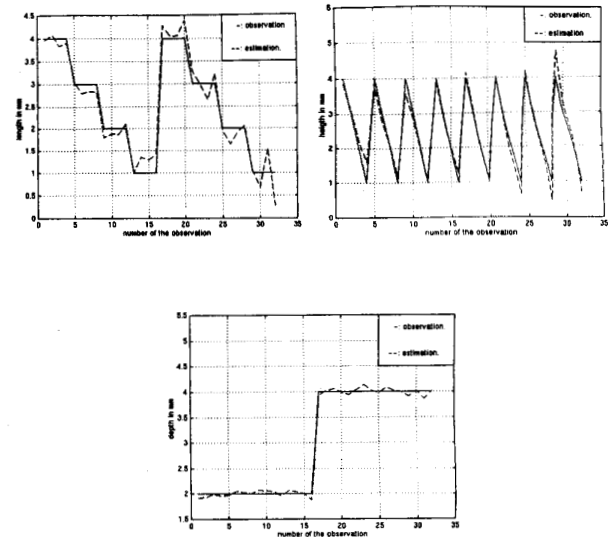 4.5
4
3.5
3
2.5
2
1.5
1
0.5
0
length in mm
-: observation
--: estimation.
0 5 10 15 20 25 30 35
number of the observation
6
5
4
3
2
1
0
height in mm
-: observation.
--: estimation
0 5 10 15 20 25 30 35
number of the observation
5.5
5
4.5
4
3.5
3
2.5
2
1.5
depth in mm
-: observation.
--: estimation.
0 5 10 15 20 25 30 35
number of the observation